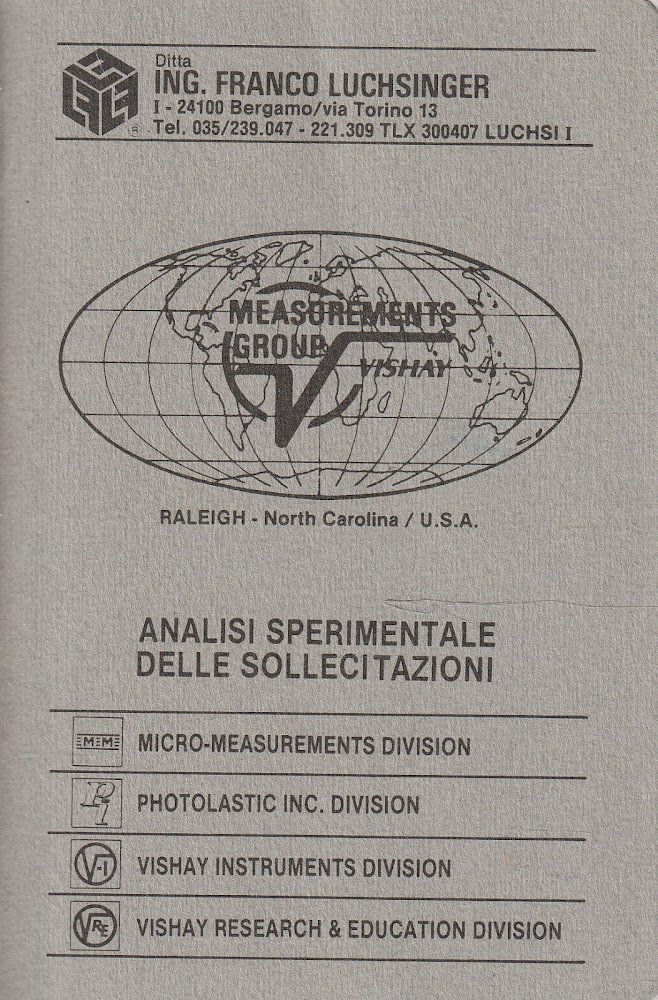 Ditta
ING. FRANCO LUCHSINGER
I - 24100 Bergamo/via Torino 13
Tel. 035/239.047 - 221.309 TLX 300407 LUCHSI I
MEASUREMENTS
GROUP
VISHAY
RALEIGH - North Carolina / U.S.A.
ANALISI SPERIMENTALE
DELLE SOLLECITAZIONI
MM MICRO-MEASUREMENTS DIVISION
PI PHOTOLASTIC INC. DIVISION
V-I VISHAY INSTRUMENTS DIVISION
VRE VISHAY RESEARCH & EDUCATION DIVISION